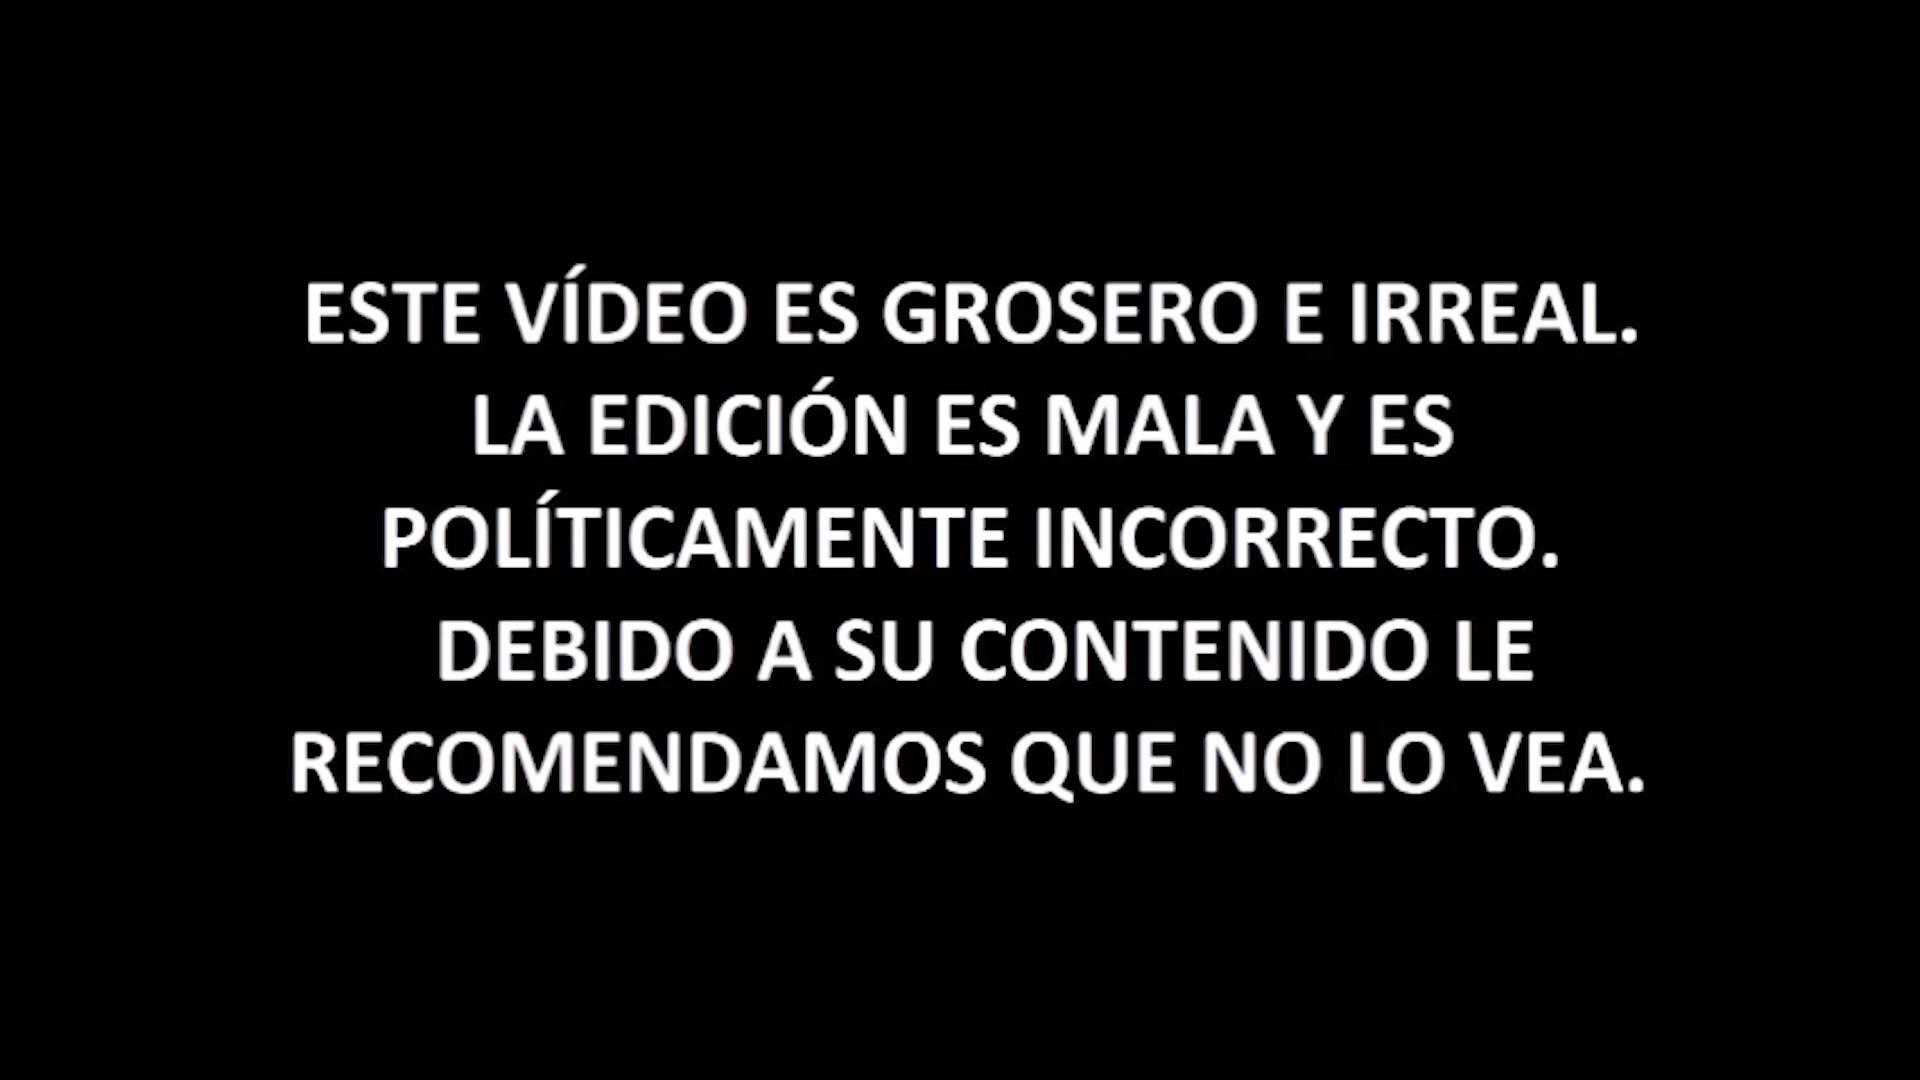 ESTE VÍDEO ES GROSERO E IRREAL.
LA EDICIÓN ES MALA Y ES
POLÍTICAMENTE INCORRECTO.
DEBIDO A SU CONTENIDO LE
RECOMENDAMOS QUE NO LO VEA.